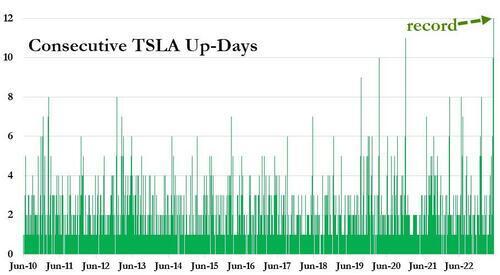 12
record
Consecutive TSLA Up-Days
10
8
6
4
2
0
Jun-10 Jun-11 Jun-12 Jun-13 Jun-14 Jun-15 Jun-16 Jun-17 Jun-18 Jun-19 Jun-20 Jun-21 Jun-22